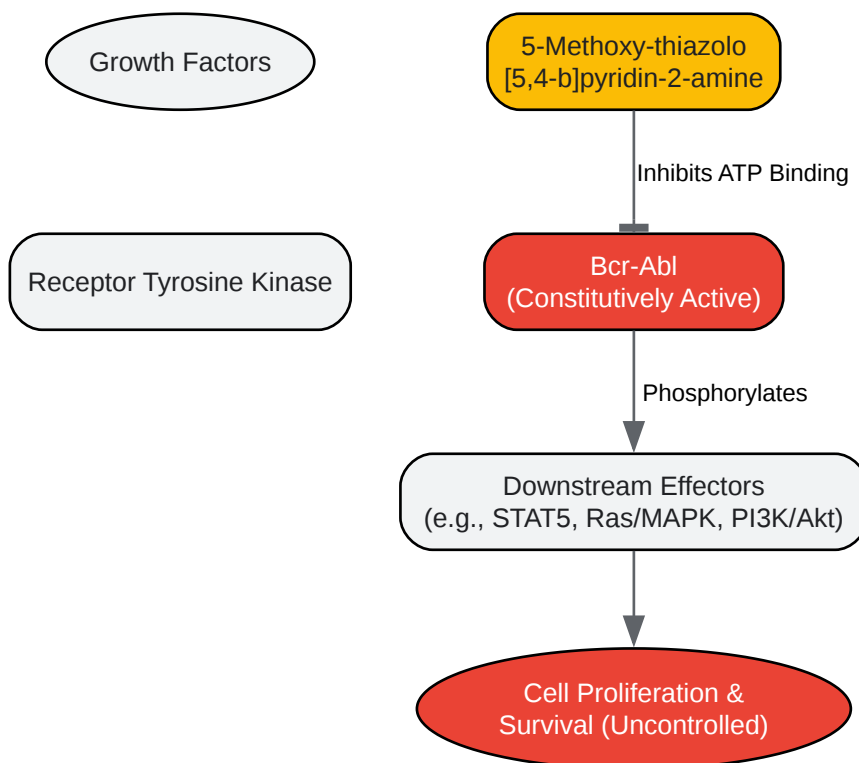 Growth Factors
5-Methoxy-thiazolo
[5,4-b]pyridin-2-amine
Inhibits ATP Binding
Receptor Tyrosine Kinase
Bcr-Abl
(Constitutively Active)
Phosphorylates
Downstream Effectors
(e.g., STAT5, Ras/MAPK, PI3K/Akt)
Cell Proliferation &
Survival (Uncontrolled)